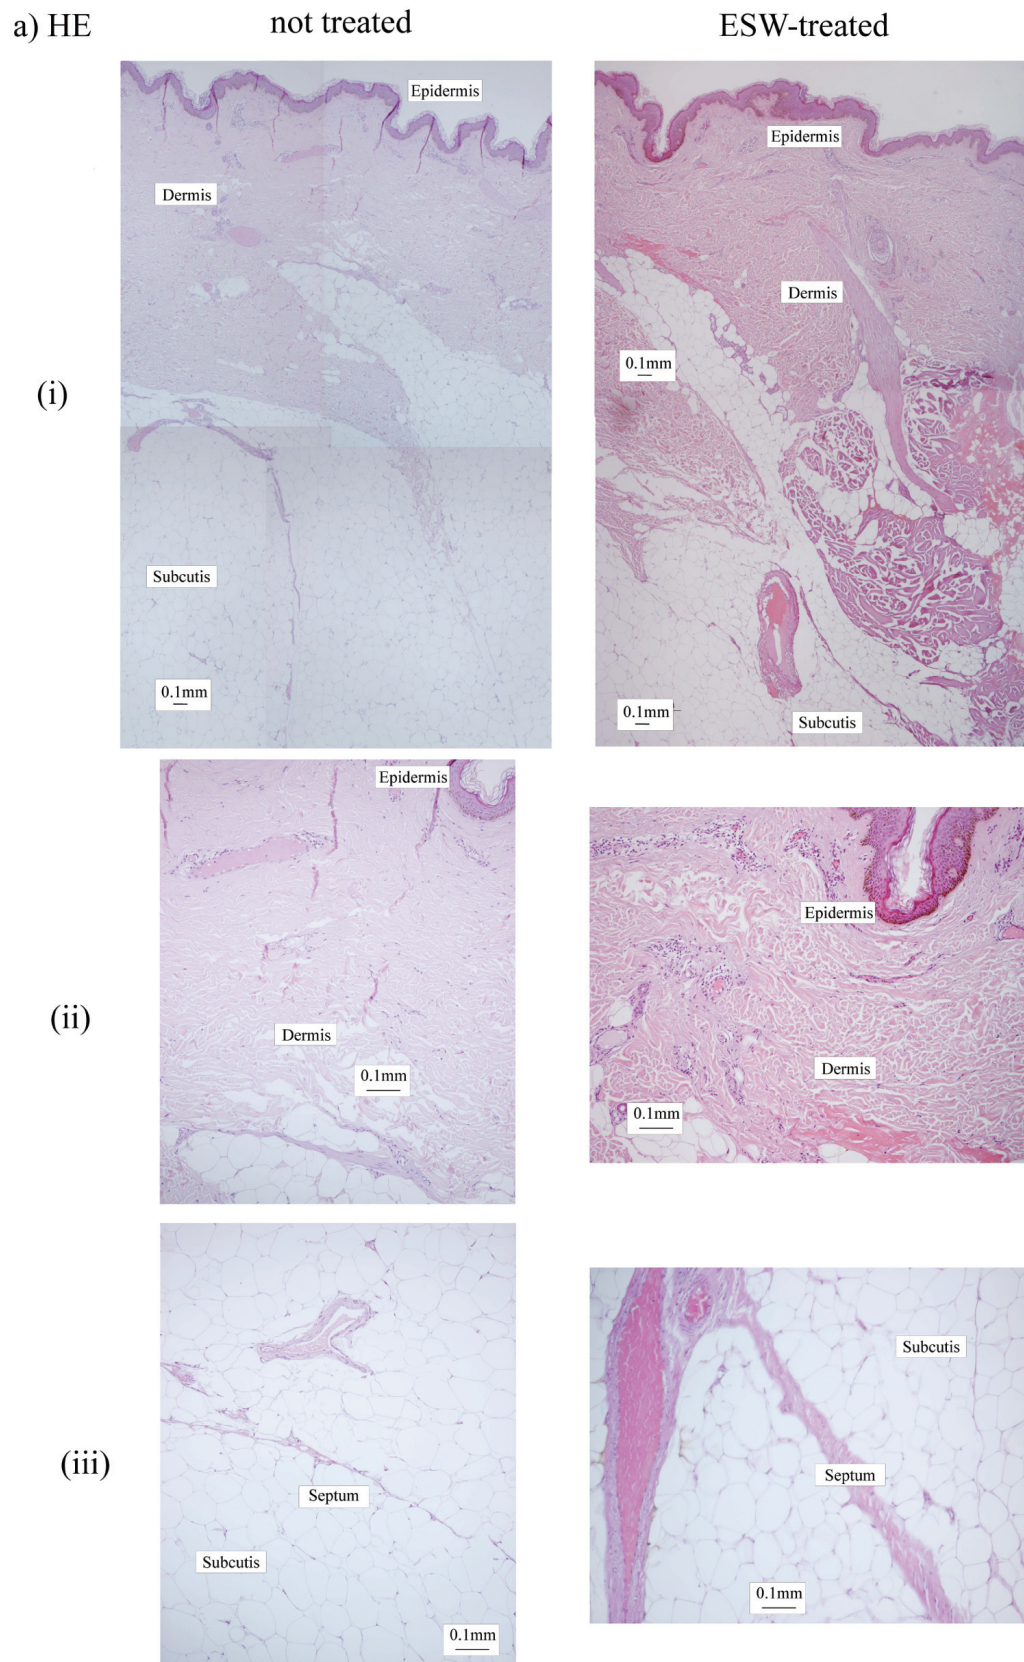 a) HE
not treated
ESW-treated
(i)
Epidermis
Dermis
Subcutis
0.1mm
Epidermis
Dermis
0.1mm
0.1mm
Subcutis
(ii)
Epidermis
Dermis
0.1mm
Epidermis
Dermis
0.1mm
(iii)
Septum
Subcutis
0.1mm
Subcutis
Septum
0.1mm